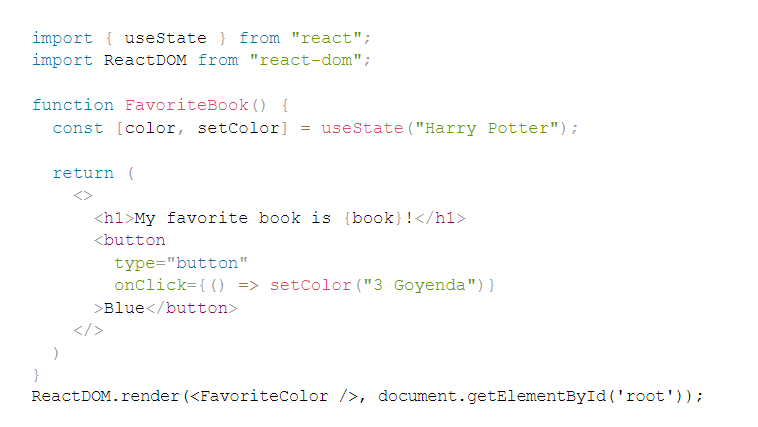 import { useState } from "react";
import ReactDOM from "react-dom";
function FavoriteBook() {
const [color, setColor] = useState("Harry Potter");
return (
<>
<h1>My favorite book is {book}!</h1>
<button
type="button"
onClick={() => setColor("3 Goyenda")}
>Blue</button>
</>
)
}
ReactDOM.render(<FavoriteColor />, document.getElementById('root'));